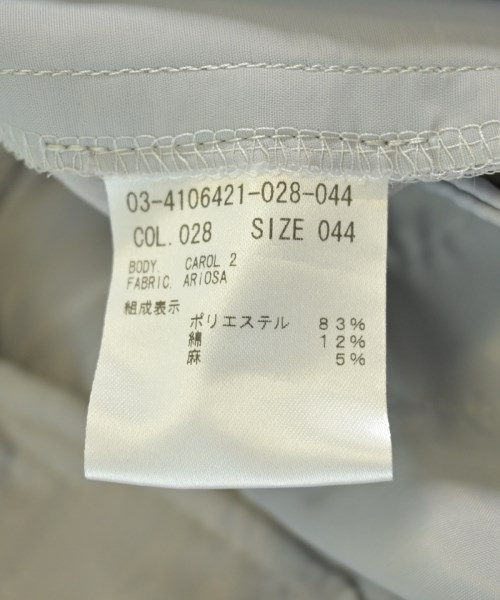 03-4106421-028-044
COL. 028 SIZE 044
BODY. CAROL 2
FABRIC. ARIOSA
組成表示
ポリエステル 83%
綿 12%
麻 5%